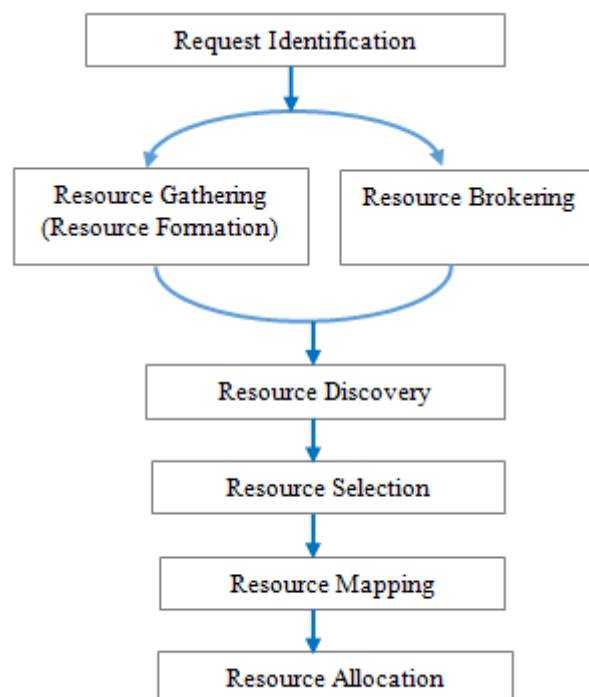 Request Identification
Resource Gathering
(Resource Formation)
Resource Brokering
Resource Discovery
Resource Selection
Resource Mapping
Resource Allocation